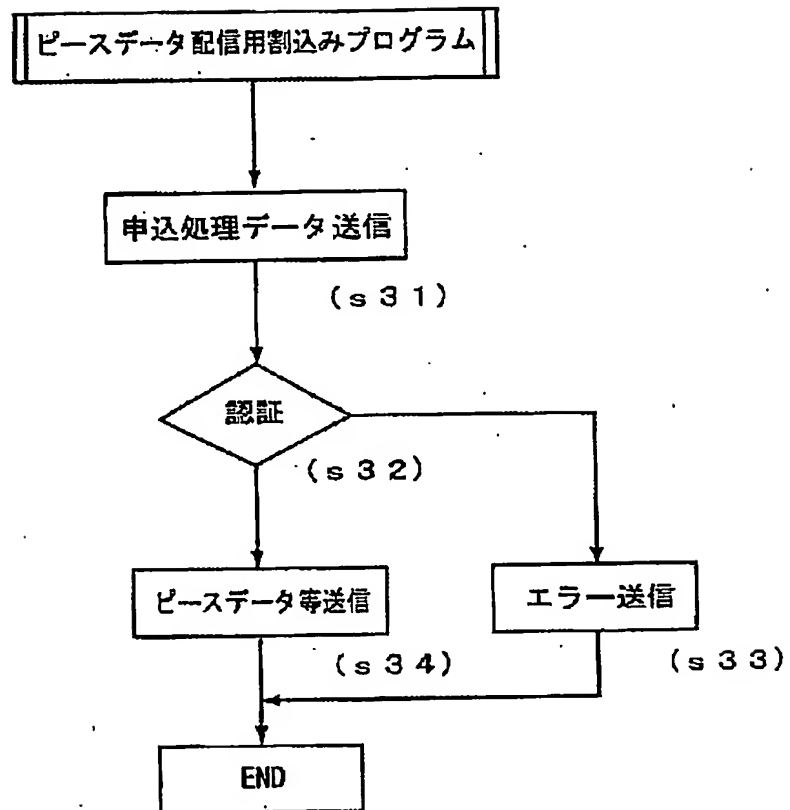 ピースデータ配信用割込みプログラム
申込処理データ送信
(s31)
認証
(s32)
ピースデータ等送信
エラー送信
(s34)
(s33)
END